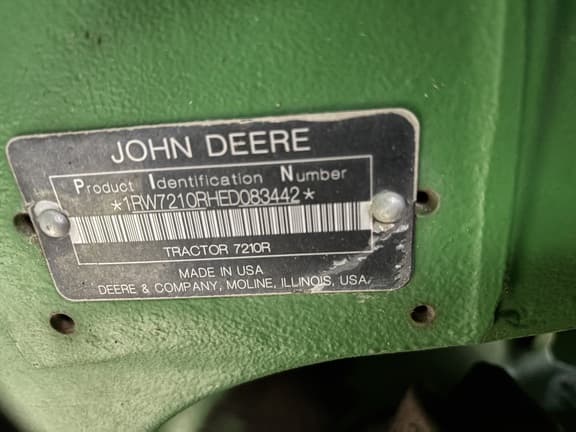 JOHN DEERE
Product Identification Number
*1RW7210RHED083442*
TRACTOR 7210R
MADE IN USA
DEERE & COMPANY, MOLINE, ILLINOIS, USA